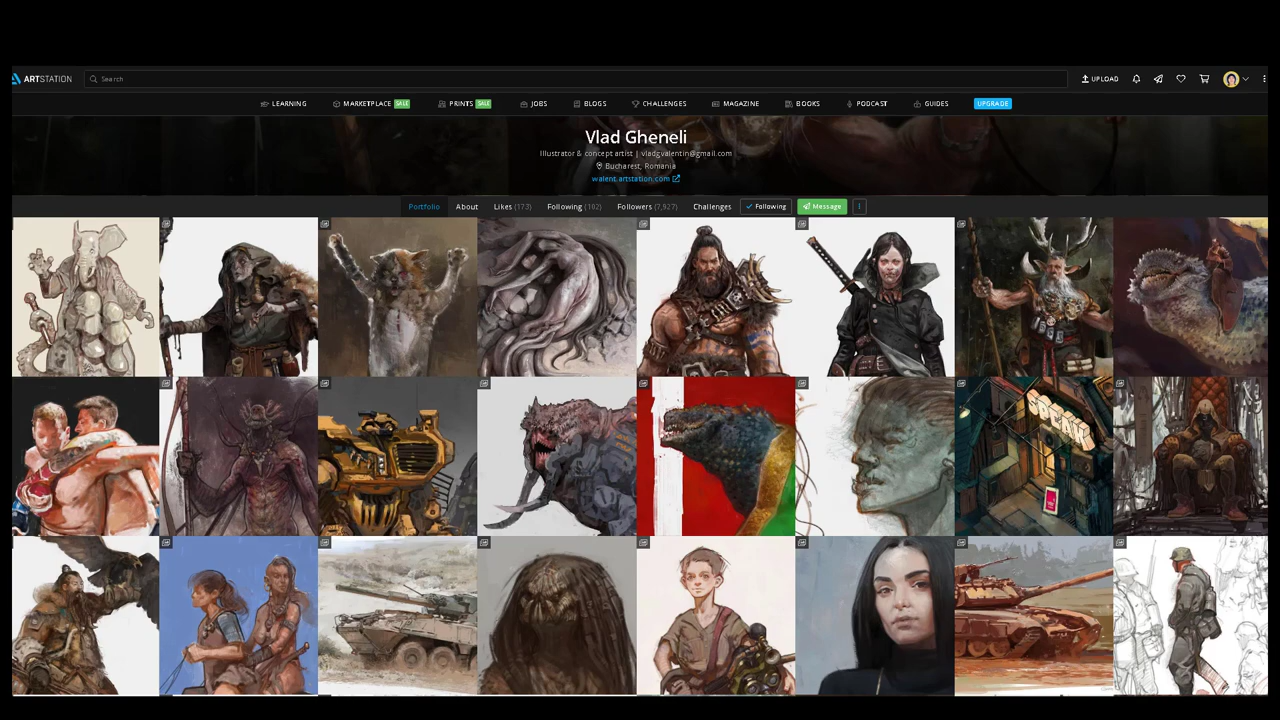 ARTSTATION Search UPLOAD
LEARNING MARKETPLACE SALE PRINTS SALE JOBS BLOGS CHALLENGES MAGAZINE BOOKS PODCAST GUIDES UPGRADE
Vlad Gheneli
Illustrator & concept artist | vladgvalentin@gmail.com
Bucharest, Romania
walent.artstation.com
Portfolio About Likes (173) Following (102) Followers (7,927) Challenges Following Message